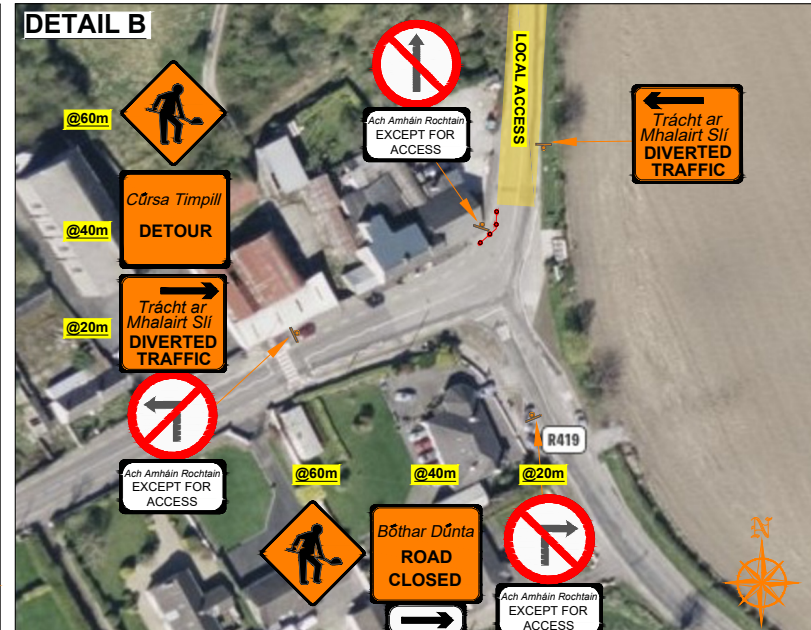 DETAIL B
@60m
Ach Amháin Rochtain
EXCEPT FOR
ACCESS
LOCAL ACCESS
Trácht ar
Mhalairt Slí
DIVERTED
TRAFFIC
@40m
Cúrsa Timpill
DETOUR
@20m
Trácht ar
Mhalairt Slí
DIVERTED
TRAFFIC
Ach Amháin Rochtain
EXCEPT FOR
ACCESS
R419
@60m
@40m
@20m
Bóthar Dúnta
ROAD
CLOSED
Ach Amháin Rochtain
EXCEPT FOR
ACCESS
N